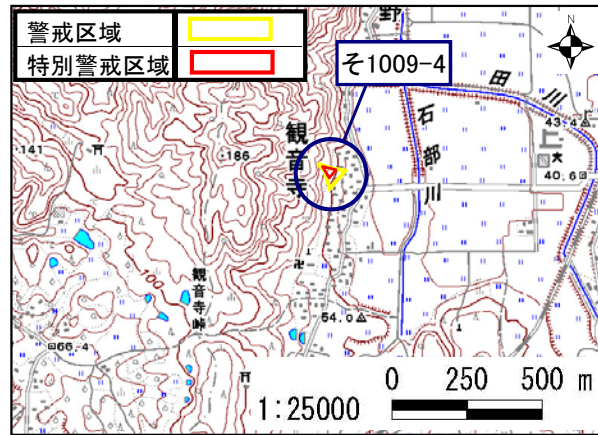 警戒区域
特別警戒区域
そ1009-4
N
野
田
川
石
部
川
43.4
上
大
40.6
観音寺
141
186
100
観音寺峠
54.0
66.4
0 250 500 m
1:25000